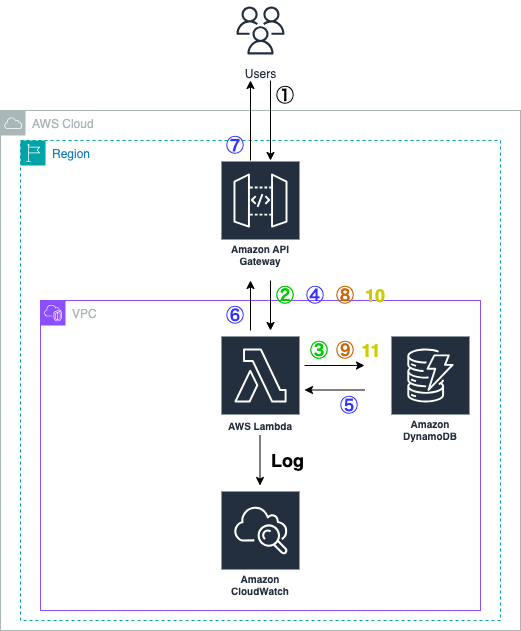 Users
①
AWS Cloud
⑦
Region
</>
Amazon API
Gateway
② ④ ⑧ 10
VPC
⑥
③ ⑨ 11
⑤
AWS Lambda
Amazon
DynamoDB
Log
Amazon
CloudWatch